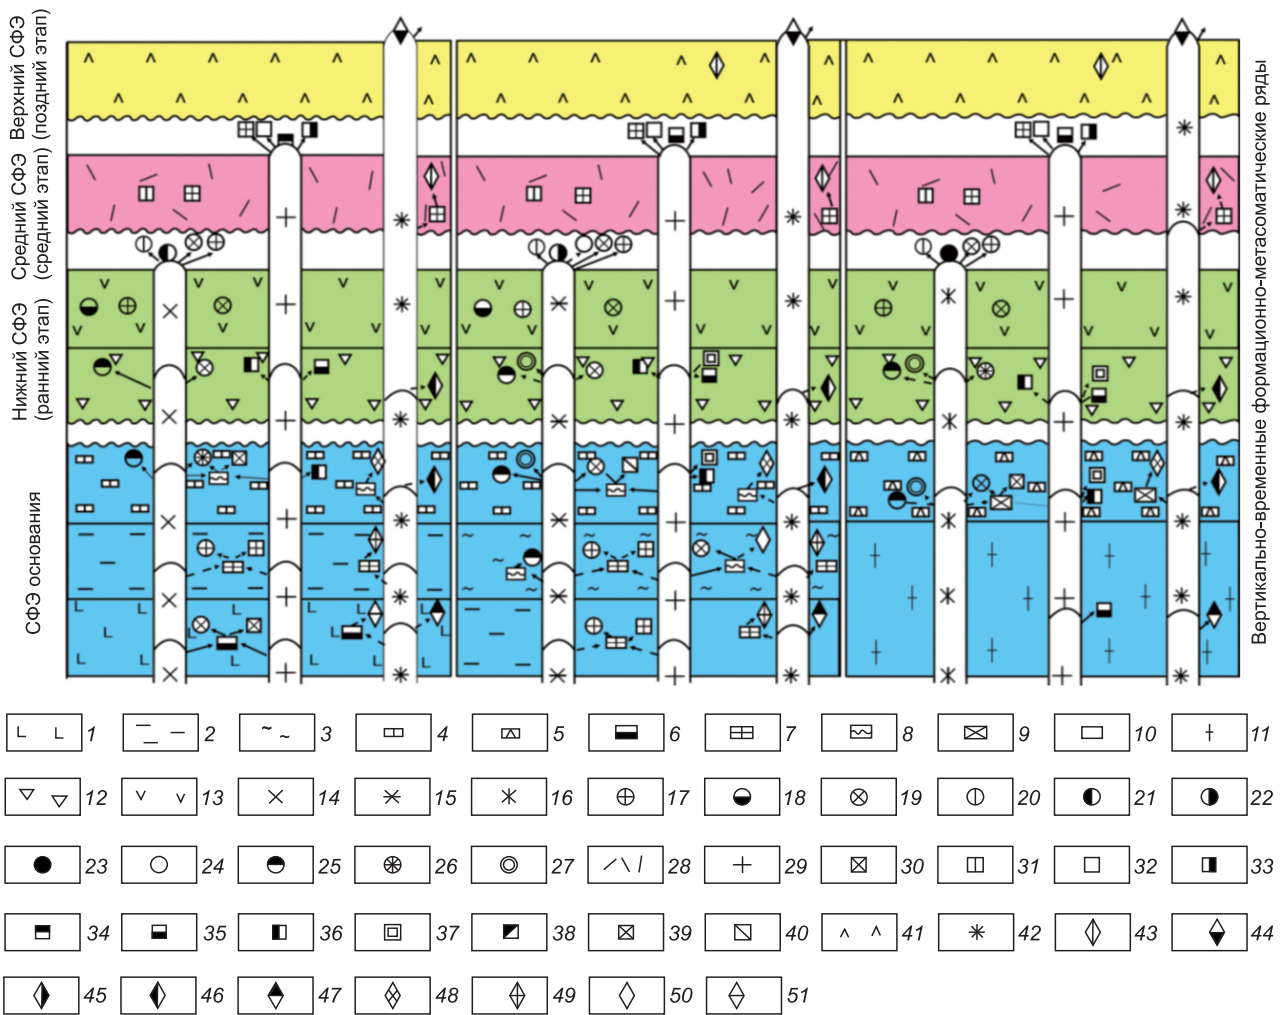 Верхний СФЭ
(поздний этап)
Средний СФЭ
(средний этап)
Нижний СФЭ
(ранний этап)
СФЭ основания
Вертикально-временные формационно-метасоматические ряды
1 2 3 4 5 6 7 8 9 10 11
12 13 14 15 16 17 18 19 20 21 22
23 24 25 26 27 28 29 30 31 32 33
34 35 36 37 38 39 40 41 42 43 44
45 46 47 48 49 50 51